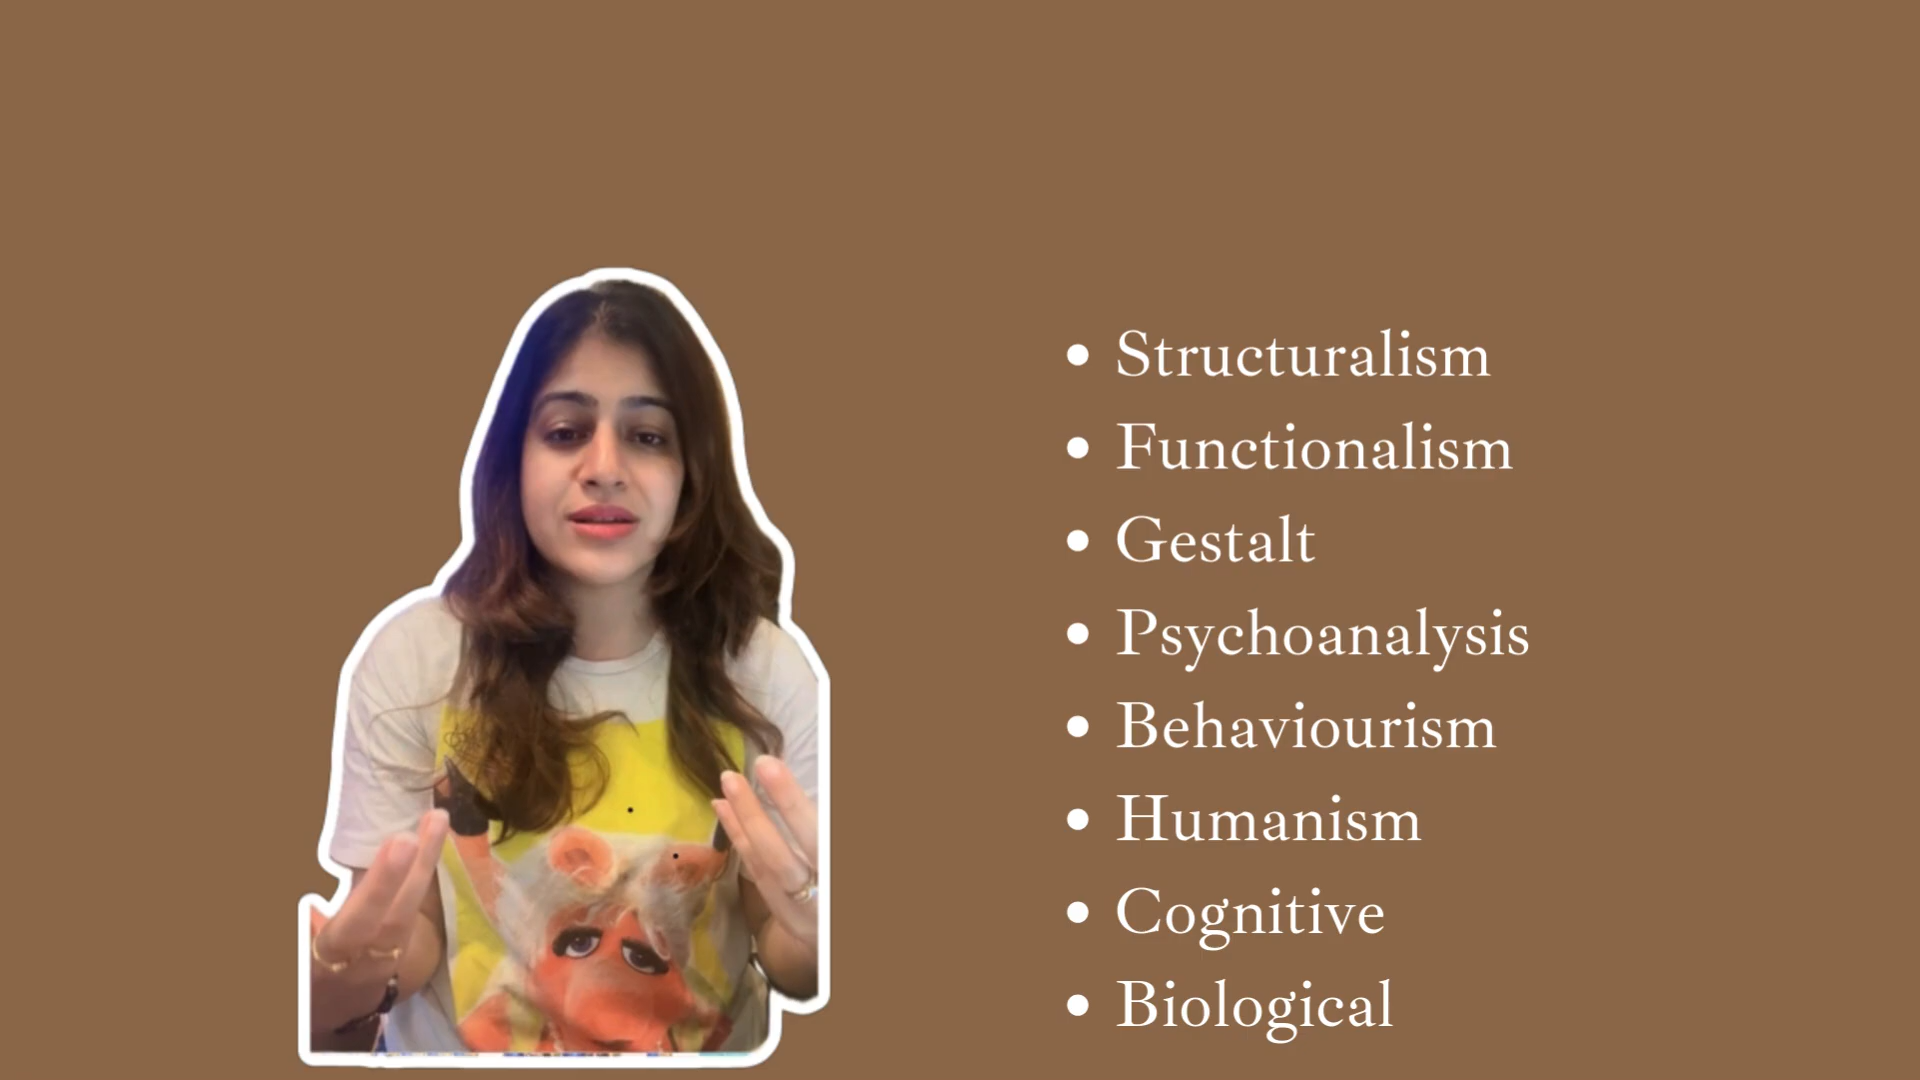 • Structuralism
• Functionalism
• Gestalt
• Psychoanalysis
• Behaviourism
• Humanism
• Cognitive
• Biological